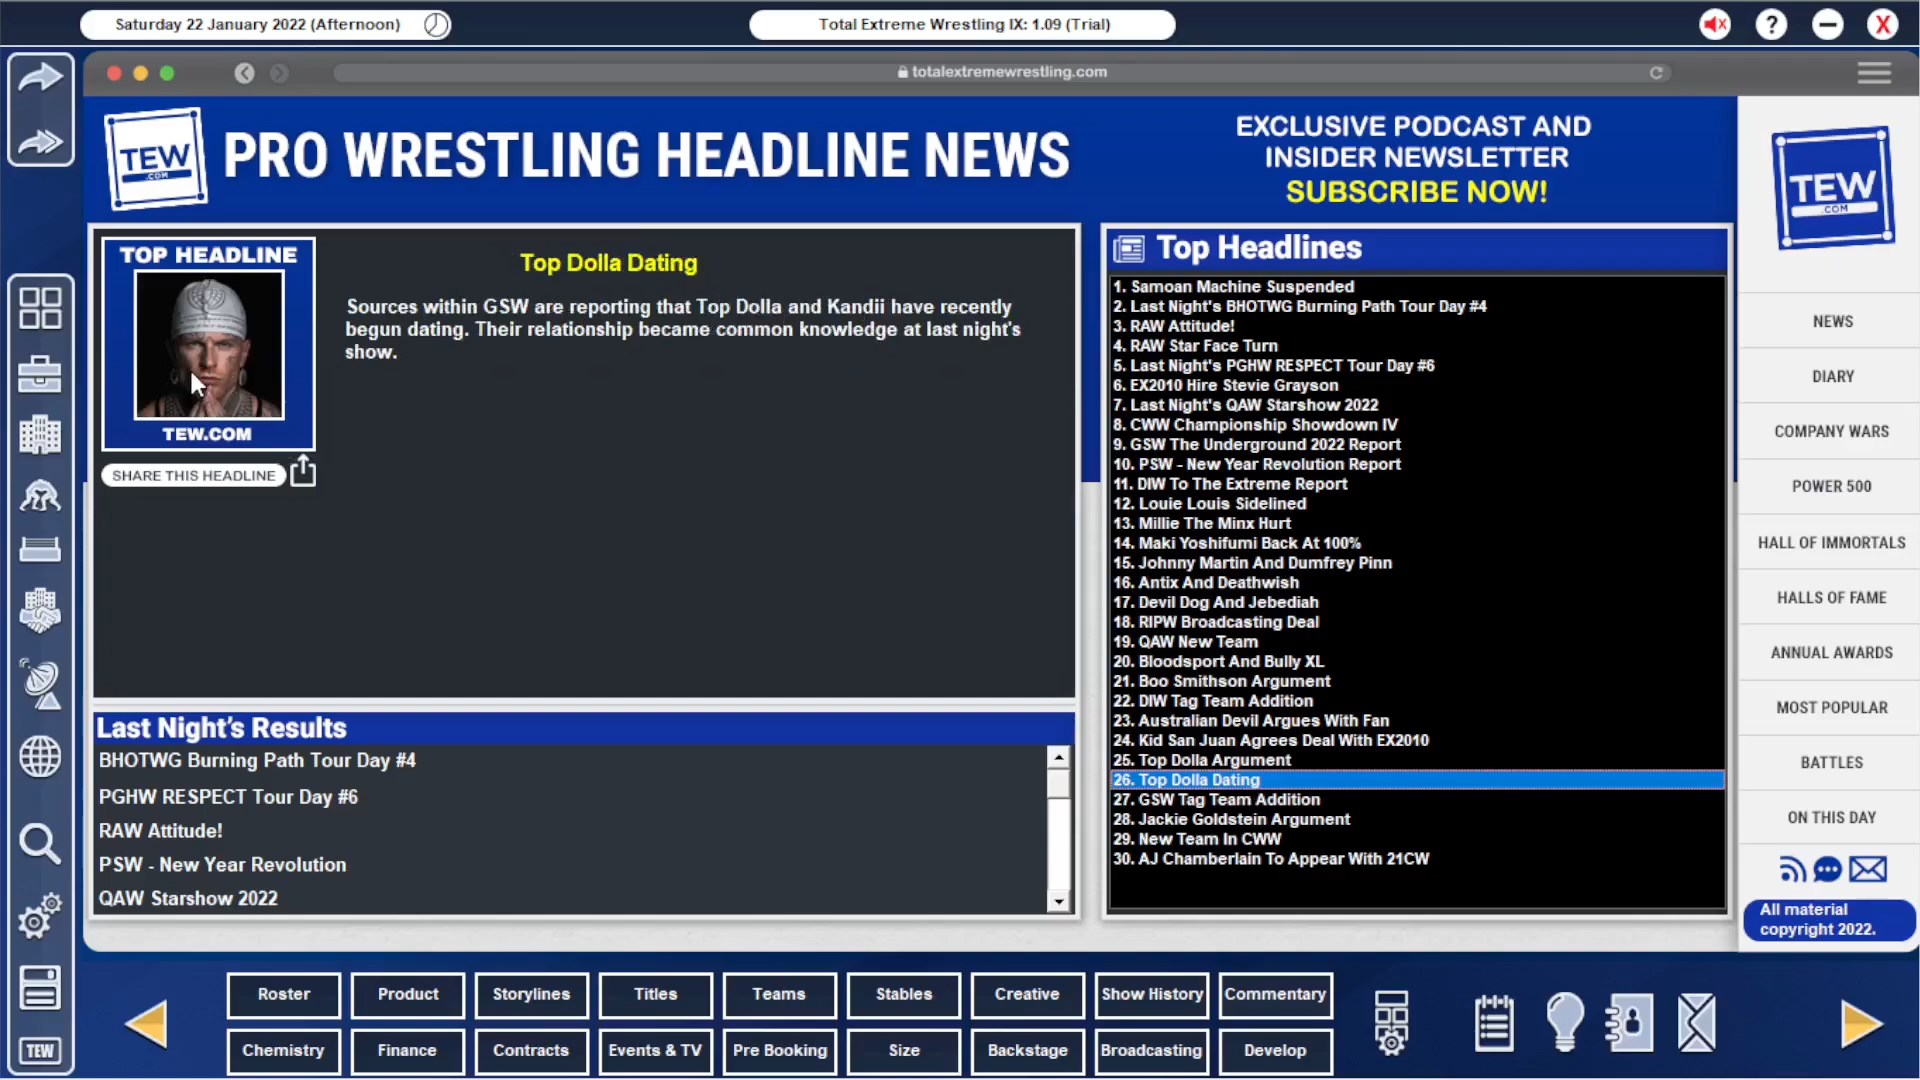 Saturday 22 January 2022 (Afternoon)
Total Extreme Wrestling IX: 1.09 (Trial)
?
X
totalextremewrestling.com
TEW
.COM
PRO WRESTLING HEADLINE NEWS
EXCLUSIVE PODCAST AND
INSIDER NEWSLETTER
SUBSCRIBE NOW!
TEW
.COM
TOP HEADLINE
TEW.COM
SHARE THIS HEADLINE
Top Dolla Dating
Sources within GSW are reporting that Top Dolla and Kandii have recently
begun dating. Their relationship became common knowledge at last night's
show.
Last Night's Results
BHOTWG Burning Path Tour Day #4
PGHW RESPECT Tour Day #6
RAW Attitude!
PSW - New Year Revolution
QAW Starshow 2022
Top Headlines
1. Samoan Machine Suspended
2. Last Night's BHOTWG Burning Path Tour Day #4
3. RAW Attitude!
4. RAW Star Face Turn
5. Last Night's PGHW RESPECT Tour Day #6
6. EX2010 Hire Stevie Grayson
7. Last Night's QAW Starshow 2022
8. CWW Championship Showdown IV
9. GSW The Underground 2022 Report
10. PSW - New Year Revolution Report
11. DIW To The Extreme Report
12. Louie Louis Sidelined
13. Millie The Minx Hurt
14. Maki Yoshifumi Back At 100%
15. Johnny Martin And Dumfrey Pinn
16. Antix And Deathwish
17. Devil Dog And Jebediah
18. RIPW Broadcasting Deal
19. QAW New Team
20. Bloodsport And Bully XL
21. Boo Smithson Argument
22. DIW Tag Team Addition
23. Australian Devil Argues With Fan
24. Kid San Juan Agrees Deal With EX2010
25. Top Dolla Argument
26. Top Dolla Dating
27. GSW Tag Team Addition
28. Jackie Goldstein Argument
29. New Team In CWW
30. AJ Chamberlain To Appear With 21CW
NEWS
DIARY
COMPANY WARS
POWER 500
HALL OF IMMORTALS
HALLS OF FAME
ANNUAL AWARDS
MOST POPULAR
BATTLES
ON THIS DAY
All material
copyright 2022.
TEW
Roster
Product
Storylines
Titles
Teams
Stables
Creative
Show History
Commentary
Chemistry
Finance
Contracts
Events & TV
Pre Booking
Size
Backstage
Broadcasting
Develop